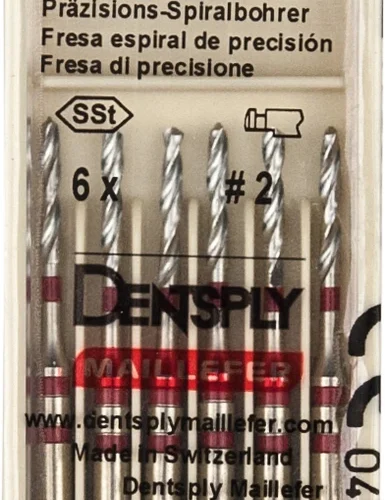 Präzisions-Spiralbohrer
Fresa espiral de precisión
Fresa di precisione
SSt
6 x # 2
DENTSPLY
MAILLEFER
www.dentsplymaillefer.com
Made in Switzerland
Dentsply Maillefer
04